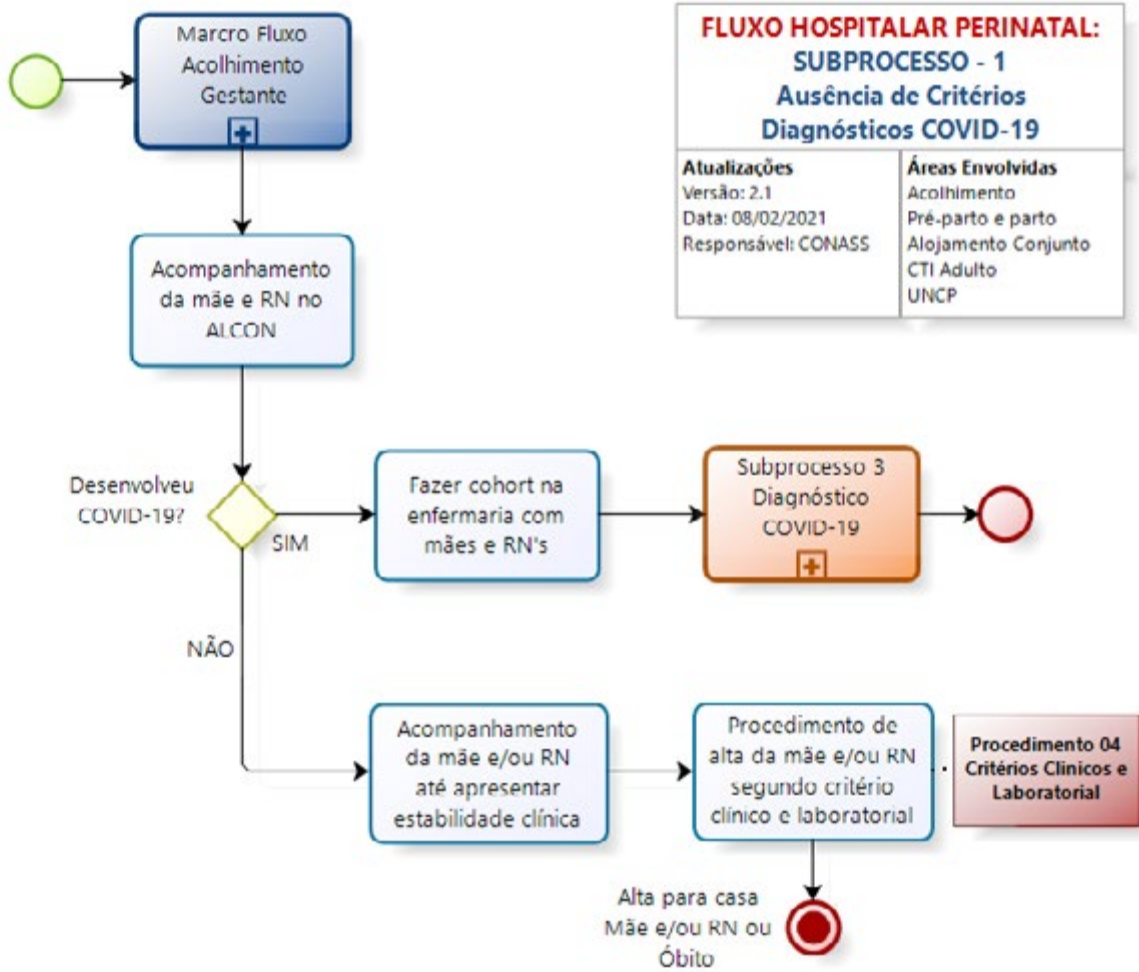 Marcro Fluxo
Acolhimento
Gestante
FLUXO HOSPITALAR PERINATAL:
SUBPROCESSO - 1
Ausência de Critérios
Diagnósticos COVID-19
Atualizações
Versão: 2.1
Data: 08/02/2021
Responsável: CONASS
Áreas Envolvidas
Acolhimento
Pré-parto e parto
Alojamento Conjunto
CTI Adulto
UNCP
Acompanhamento
da mãe e RN no
ALCON
Desenvolveu
COVID-19?
SIM
Fazer cohort na
enfermaria com
mães e RN's
Subprocesso 3
Diagnóstico
COVID-19
NÃO
Acompanhamento
da mãe e/ou RN
até apresentar
estabilidade clínica
Procedimento de
alta da mãe e/ou RN
segundo critério
clínico e laboratorial
Procedimento 04
Critérios Clínicos e
Laboratorial
Alta para casa
Mãe e/ou RN ou
Óbito